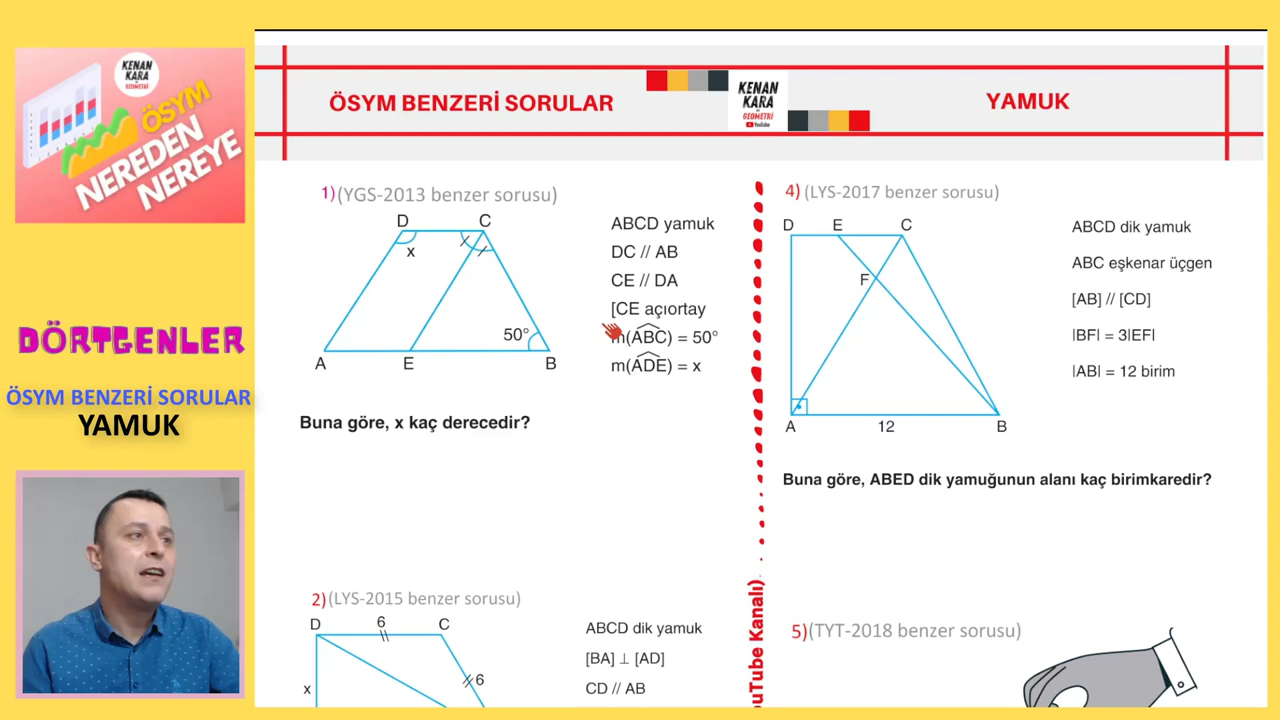 KENAN
KARA
ile
GEOMETRİ
ÖSYM
NEREDEN
NEREYE
DÖRTGENLER
ÖSYM BENZERİ SORULAR
YAMUK
ÖSYM BENZERİ SORULAR
KENAN
KARA
ile
GEOMETRİ
YouTube
YAMUK
1)(YGS-2013 benzer sorusu)
D C
x
50°
A E B
ABCD yamuk
DC // AB
CE // DA
[CE açıortay
m(ABC) = 50°
m(ADE) = x
Buna göre, x kaç derecedir?
2)(LYS-2015 benzer sorusu)
D 6 C
x
6
ABCD dik yamuk
[BA] ⊥ [AD]
CD // AB
uTube Kanalı)
4) (LYS-2017 benzer sorusu)
D E C
F
A 12 B
ABCD dik yamuk
ABC eşkenar üçgen
[AB] // [CD]
|BF| = 3|EF|
|AB| = 12 birim
Buna göre, ABED dik yamuğunun alanı kaç birimkaredir?
5)(TYT-2018 benzer sorusu)